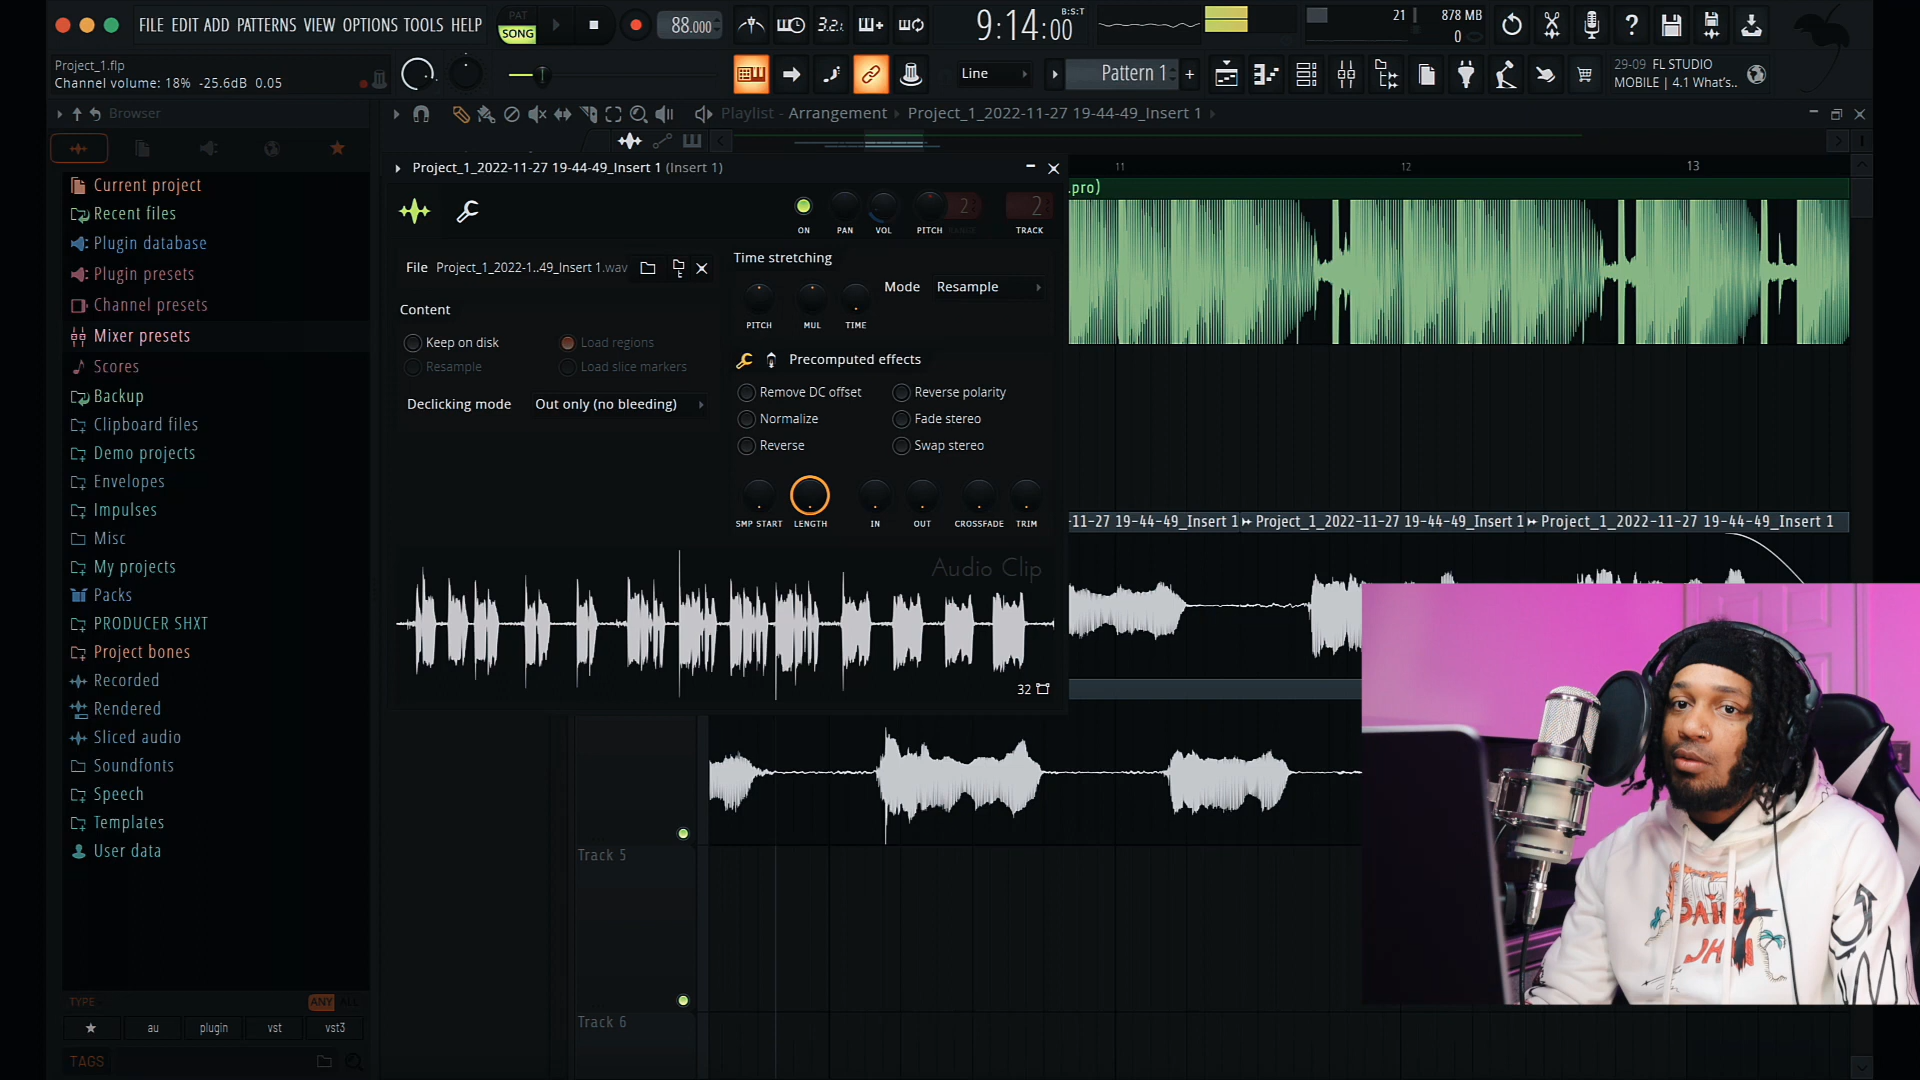 FILE EDIT ADD PATTERNS VIEW OPTIONS TOOLS HELP
PAT
SONG
88.000
3.2.
9:14:00
B:S:T
21
878 MB
0
Project_1.flp
Channel volume: 18% -25.6dB 0.05
Line
Pattern 1
29-09 FL STUDIO
MOBILE | 4.1 What's..
Browser
Playlist - Arrangement
Project_1_2022-11-27 19-44-49_Insert 1
Current project
Recent files
Plugin database
Plugin presets
Channel presets
Mixer presets
Scores
Backup
Clipboard files
Demo projects
Envelopes
Impulses
Misc
My projects
Packs
PRODUCER SHXT
Project bones
Recorded
Rendered
Sliced audio
Soundfonts
Speech
Templates
User data
TYPE
ANY ALL
au
plugin
vst
vst3
TAGS
Project_1_2022-11-27 19-44-49_Insert 1 (Insert 1)
ON
PAN
VOL
PITCH
2
RANGE
2
TRACK
File Project_1_2022-1..49_Insert 1.wav
Content
Keep on disk
Load regions
Resample
Load slice markers
Declicking mode Out only (no bleeding)
Time stretching
Mode Resample
PITCH
MUL
TIME
Precomputed effects
Remove DC offset
Reverse polarity
Normalize
Fade stereo
Reverse
Swap stereo
SMP START
LENGTH
IN
OUT
CROSSFADE
TRIM
Audio Clip
32
11
12
13
.pro)
-11-27 19-44-49_Insert 1
Project_1_2022-11-27 19-44-49_Insert 1
Project_1_2022-11-27 19-44-49_Insert 1
Track 5
Track 6
JAM